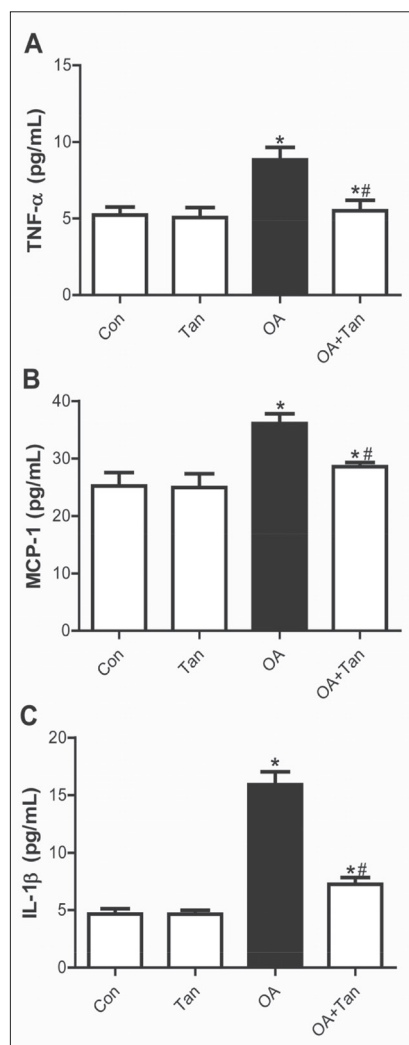 A
TNF-α (pg/mL)
15
10
5
0
*
*#
Con
Tan
OA
OA+Tan
B
MCP-1 (pg/mL)
40
30
20
10
0
*
*#
Con
Tan
OA
OA+Tan
C
IL-1β (pg/mL)
20
15
10
5
0
*
*#
Con
Tan
OA
OA+Tan